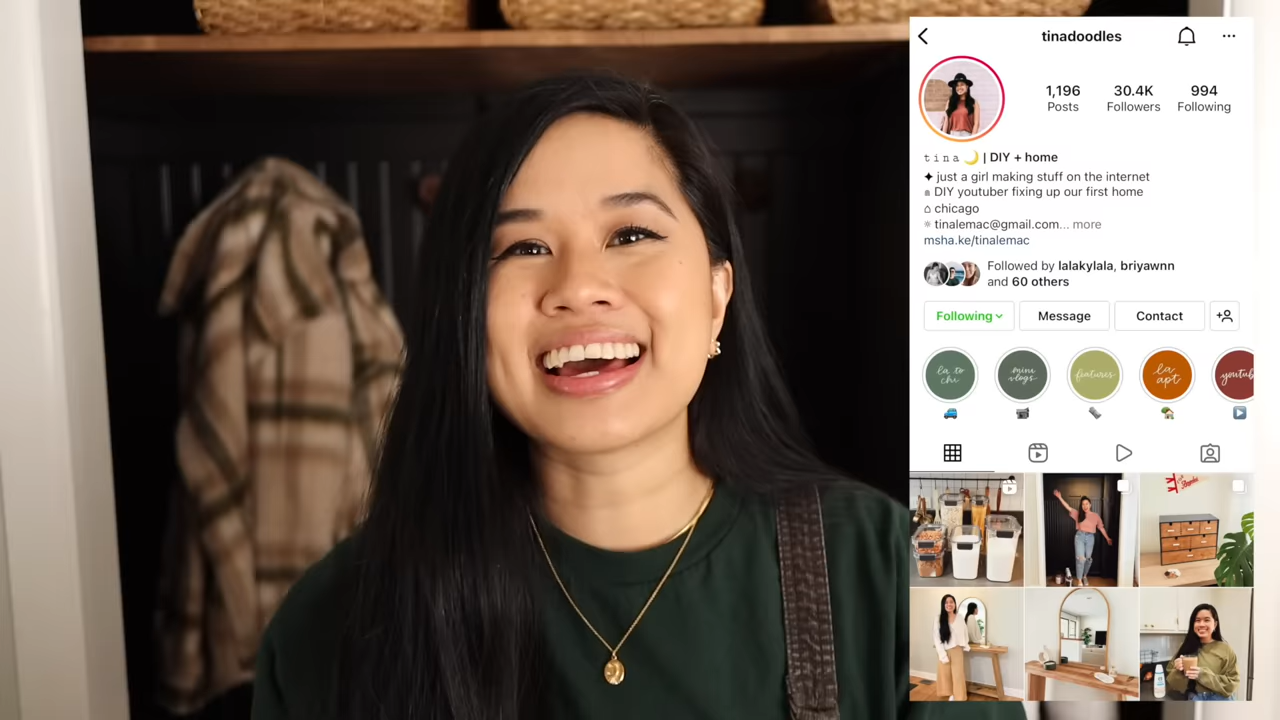 tinadoodles
1,196 30.4K 994
Posts Followers Following
tina 🌙 | DIY + home
✦ just a girl making stuff on the internet
DIY youtuber fixing up our first home
⌂ chicago
☼ tinalemac@gmail.com... more
msha.ke/tinalemac
Followed by lalakylala, briyawnn
and 60 others
Following Message Contact
la to mini features la youtub
chi vlogs apt